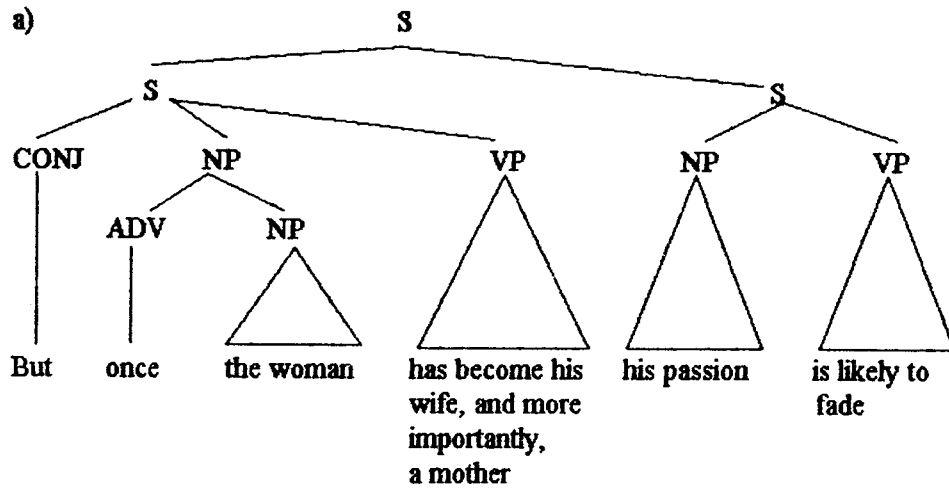 a)
S
S S
CONJ NP VP NP VP
ADV NP
But once the woman has become his his passion is likely to
wife, and more fade
importantly,
a mother